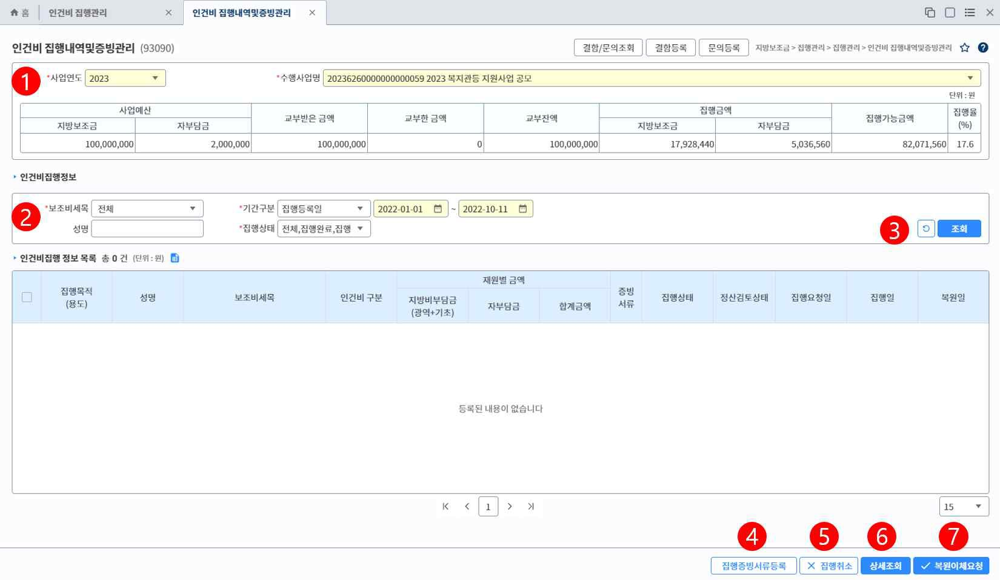 홈 인건비 집행관리 인건비 집행내역및증빙관리
인건비 집행내역및증빙관리 (93090) 결함/문의조회 결함등록 문의등록 지방보조금 > 집행관리 > 집행관리 > 인건비 집행내역및증빙관리
1 *사업연도 2023 *수행사업명 20236260000000000059 2023 복지관등 지원사업 공모
단위 : 원
사업예산 교부받은 금액 교부한 금액 교부잔액 집행금액 집행가능금액 집행율
지방보조금 자부담금 지방보조금 자부담금 (%)
100,000,000 2,000,000 100,000,000 0 100,000,000 17,928,440 5,036,560 82,071,560 17.6
인건비집행정보
2 *보조비세목 전체 *기간구분 집행등록일 2022-01-01 ~ 2022-10-11
성명 *집행상태 전체,집행완료,집행 3 조회
인건비집행 정보 목록 총 0 건 (단위 : 원)
집행목적 성명 보조비세목 인건비 구분 재원별 금액 증빙 집행상태 정산검토상태 집행요청일 집행일 복원일
(용도) 지방비부담금 자부담금 합계금액 서류
(광역+기초)
등록된 내용이 없습니다
1 15
4 5 6 7
집행증빙서류등록 집행취소 상세조회 복원이체요청